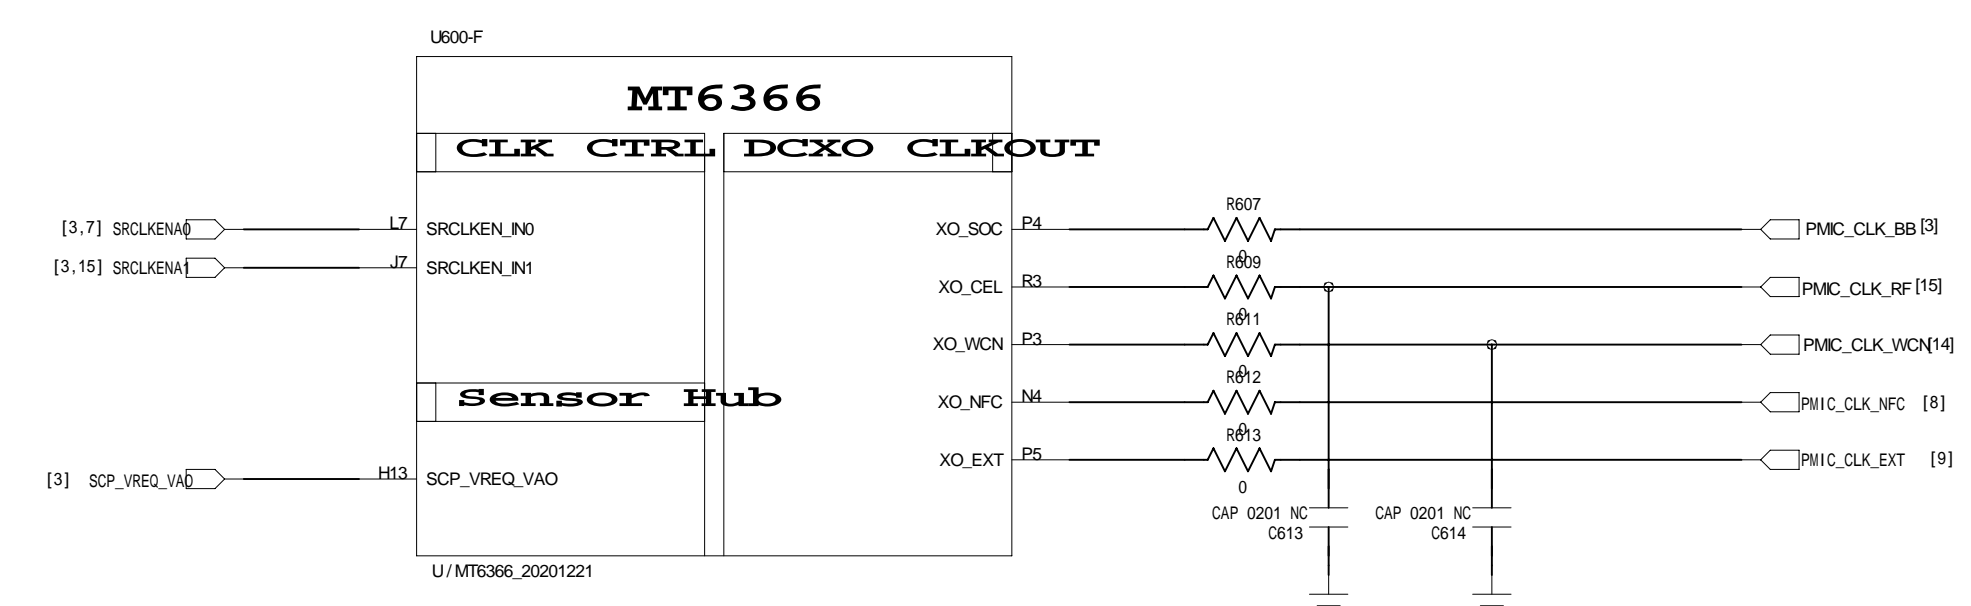 U600-F
MT6366
CLK CTRL DCXO CLKOUT
R607
[3,7] SRCLKENA0 L7 SRCLKEN_IN0 XO_SOC P4 PMIC_CLK_BB [3]
0
[3,15] SRCLKENA1 J7 SRCLKEN_IN1
R609
XO_CEL R3 PMIC_CLK_RF [15]
0
R611
XO_WCN P3 PMIC_CLK_WCN [14]
0
R612
Sensor Hub
XO_NFC N4 PMIC_CLK_NFC [8]
0
R613
XO_EXT P5 PMIC_CLK_EXT [9]
[3] SCP_VREQ_VAO H13 SCP_VREQ_VAO
0
CAP 0201 NC CAP 0201 NC
C613 C614
U / MT6366_20201221